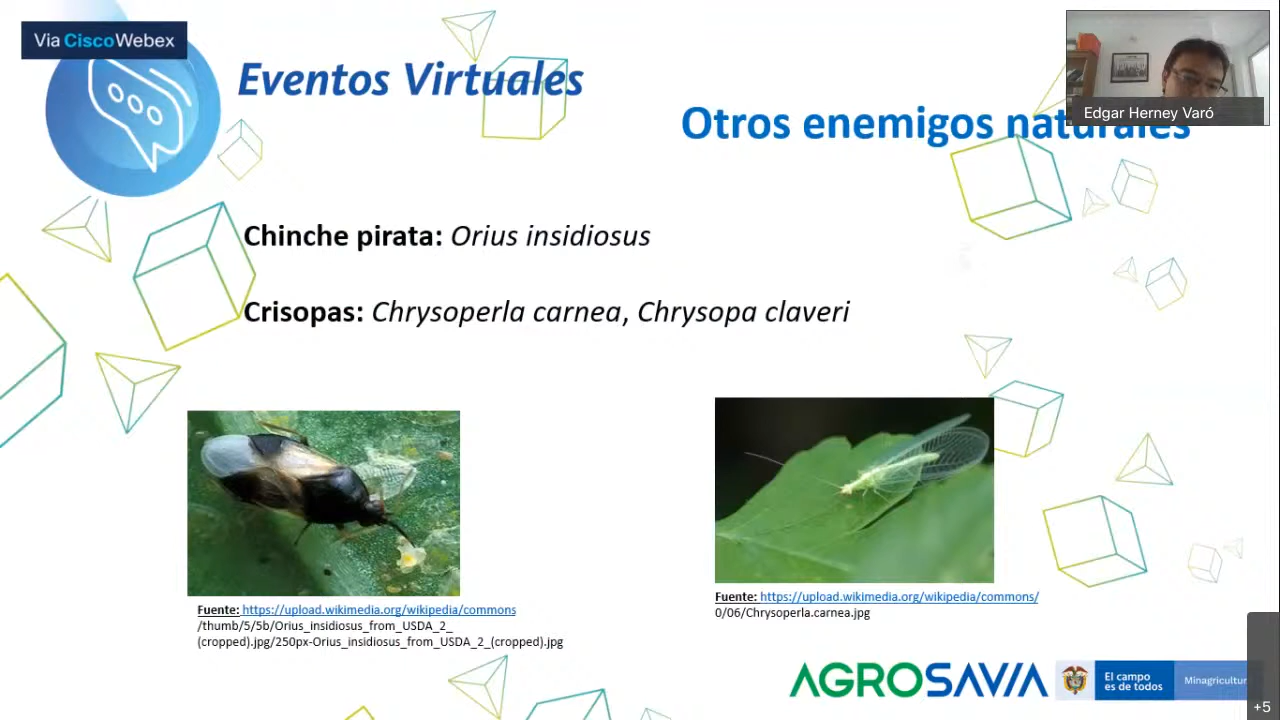 Via CiscoWebex
Eventos Virtuales
Edgar Herney Varó
Otros enemigos naturales
Chinche pirata: Orius insidiosus
Crisopas: Chrysoperla carnea, Chrysopa claveri
Fuente: https://upload.wikimedia.org/wikipedia/commons
/thumb/5/5b/Orius_insidiosus_from_USDA_2_
(cropped).jpg/250px-Orius_insidiosus_from_USDA_2_(cropped).jpg
Fuente: https://upload.wikimedia.org/wikipedia/commons/
0/06/Chrysoperla.carnea.jpg
AGROSAVIA
El campo
es de todos
Minagricultur
+5